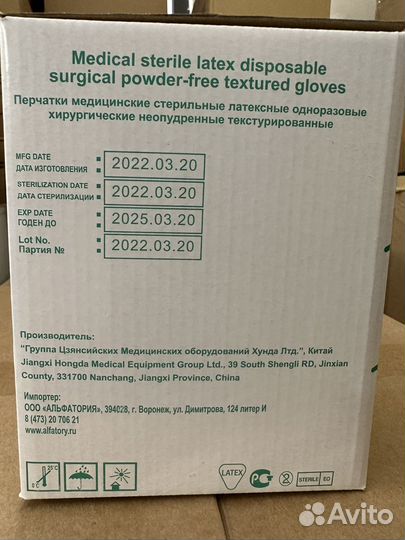 Medical sterile latex disposable
surgical powder-free textured gloves
Перчатки медицинские стерильные латексные одноразовые
хирургические неопудренные текстурированные
MFG DATE
ДАТА ИЗГОТОВЛЕНИЯ
2022.03.20
STERILIZATION DATE
ДАТА СТЕРИЛИЗАЦИИ
2022.03.20
EXP DATE
ГОДЕН ДО
2025.03.20
Lot No.
Партия №
2022.03.20
Производитель:
"Группа Цзянсийских Медицинских оборудований Хунда Лтд.", Китай
Jiangxi Hongda Medical Equipment Group Ltd., 39 South Shengli RD, Jinxian
County, 331700 Nanchang, Jiangxi Province, China
Импортер:
ООО «АЛЬФАТОРИЯ», 394028, г. Воронеж, ул. Димитрова, 124 литер И
8 (473) 20 706 21
www.alfatory.ru
0°C
25°C
LATEX
РСТ
2
STERILE EO
Avito